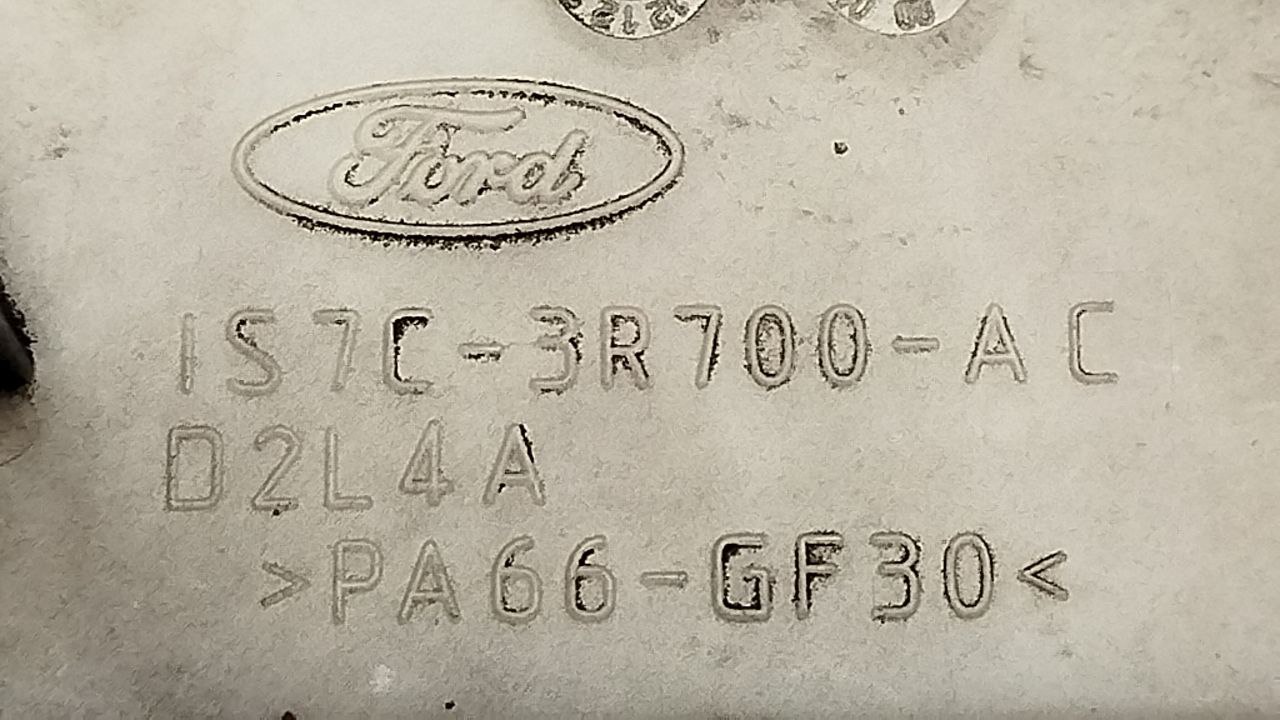 Ford
1S7C-3R700-AC
D2L4A
>PA66-GF30<